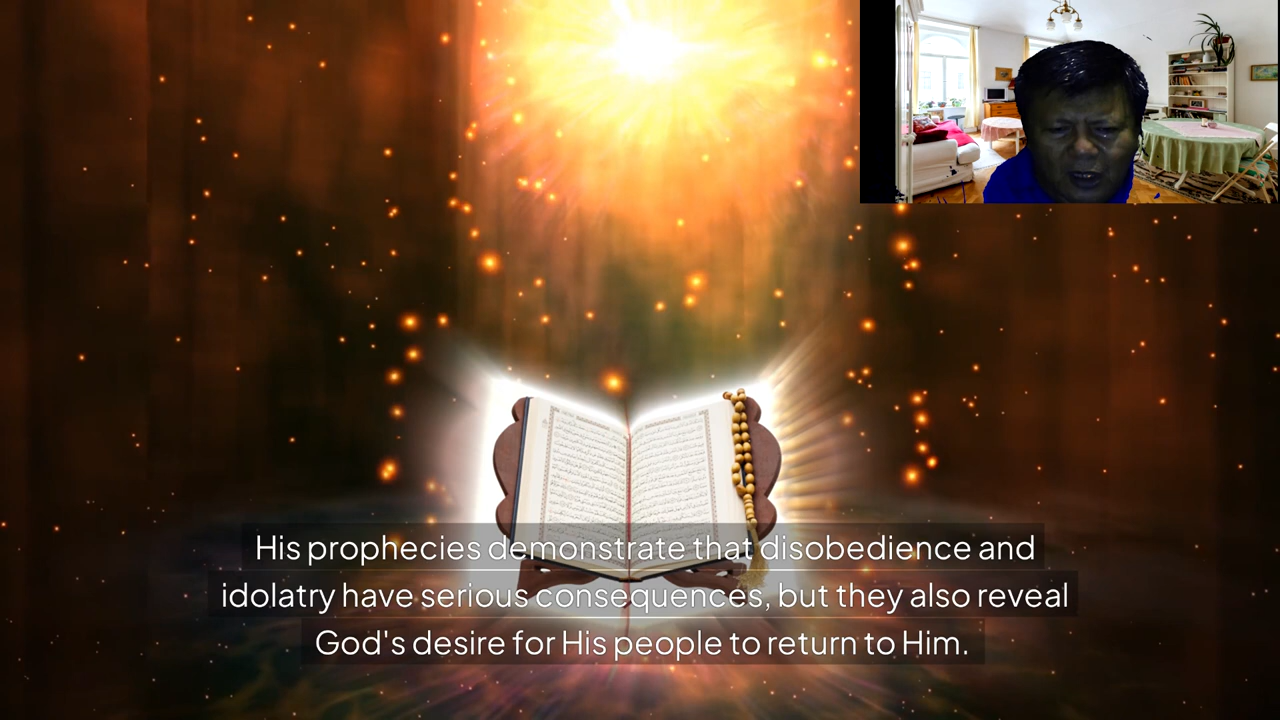 His prophecies demonstrate that disobedience and
idolatry have serious consequences, but they also reveal
God's desire for His people to return to Him.